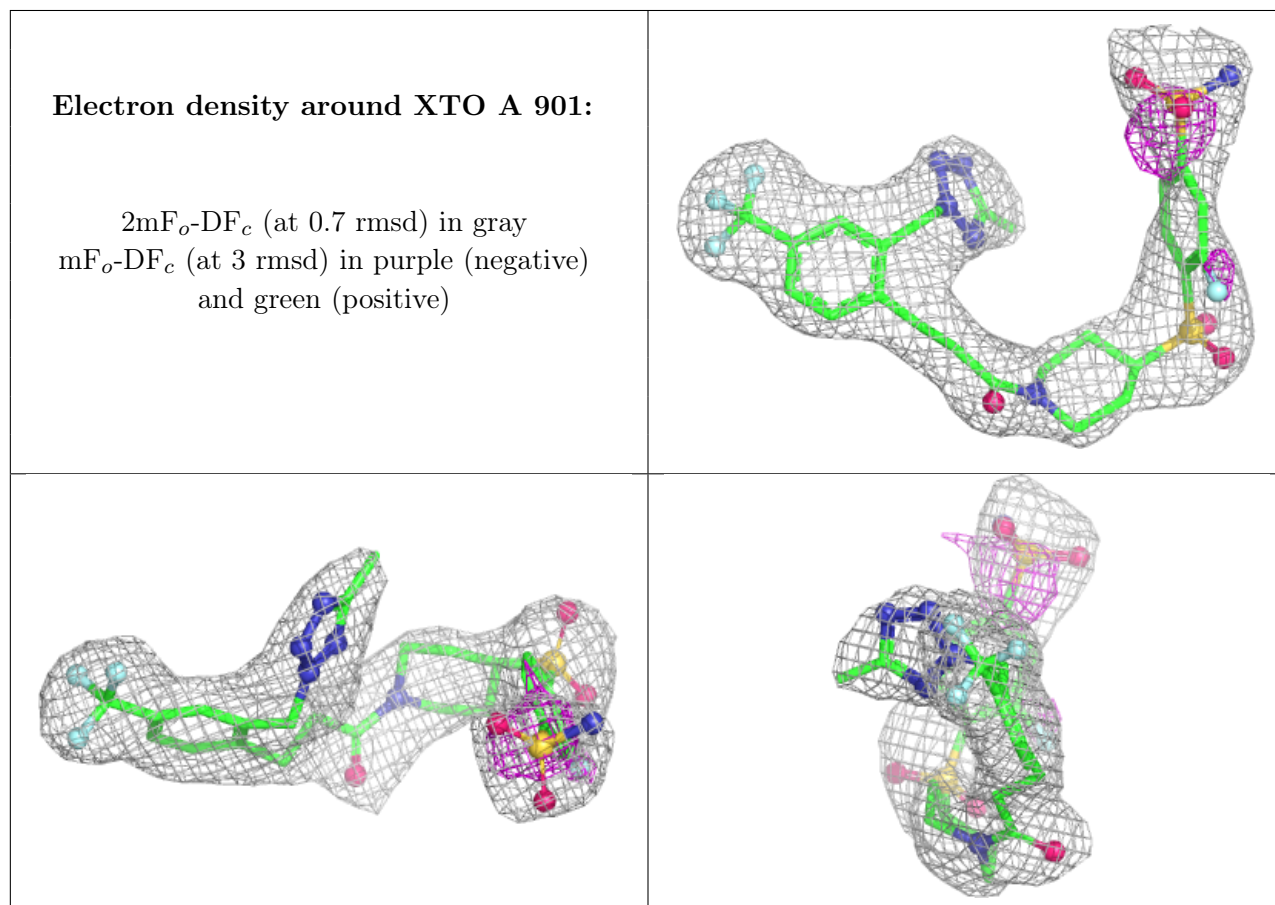 Electron density around XTO A 901:
2mFo-DFc (at 0.7 rmsd) in gray
mFo-DFc (at 3 rmsd) in purple (negative)
and green (positive)